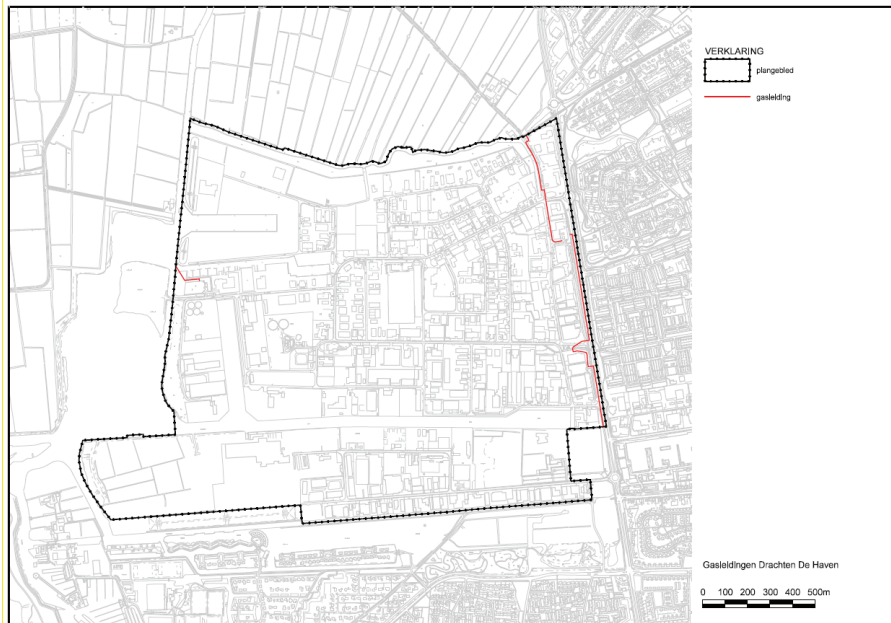 VERKLARING
plangebied
gasleiding
Gasleidingen Drachten De Haven
0 100 200 300 400 500m